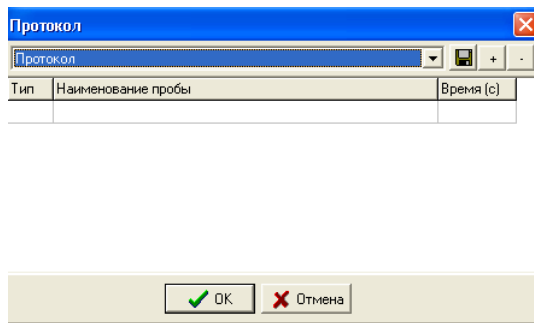 Протокол
Протокол + -
Тип Наименование пробы Время (с)
OK Отмена